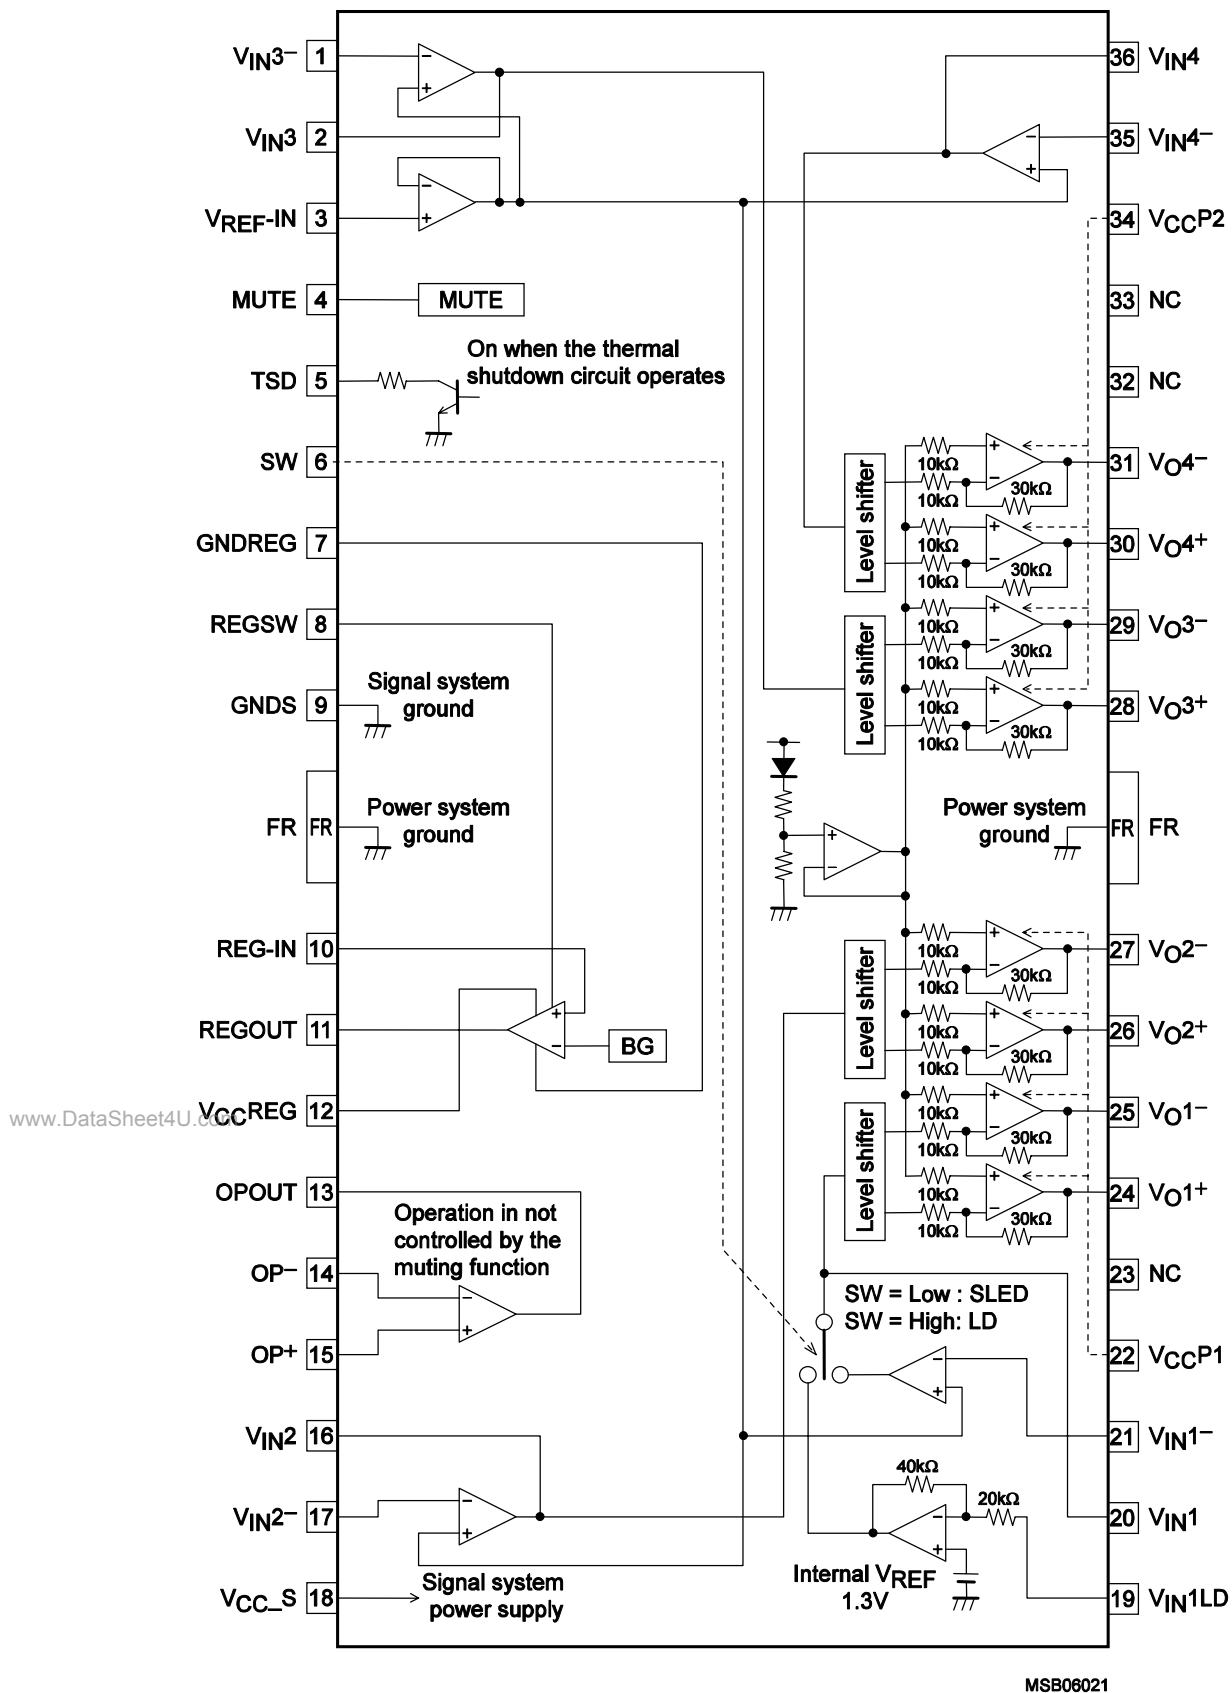 VIN3− 1
VIN3 2
VREF-IN 3
MUTE 4 MUTE
On when the thermal
shutdown circuit operates
TSD 5
SW 6
GNDREG 7
REGSW 8
Signal system
ground
GNDS 9
Power system
ground
FR FR
REG-IN 10
REGOUT 11
BG
VCCREG 12
www.DataSheet4U.com
OPOUT 13
Operation in not
controlled by the
muting function
OP− 14
OP+ 15
VIN2 16
VIN2− 17
VCC_S 18
Signal system
power supply
36 VIN4
35 VIN4−
34 VCCP2
33 NC
32 NC
31 VO4−
30 VO4+
29 VO3−
28 VO3+
Level shifter
10kΩ
10kΩ 30kΩ
10kΩ
10kΩ 30kΩ
Level shifter
10kΩ
10kΩ 30kΩ
10kΩ
10kΩ 30kΩ
Power system
ground
FR FR
27 VO2−
26 VO2+
25 VO1−
24 VO1+
Level shifter
10kΩ
10kΩ 30kΩ
10kΩ
10kΩ 30kΩ
Level shifter
10kΩ
10kΩ 30kΩ
10kΩ
10kΩ 30kΩ
23 NC
SW = Low : SLED
SW = High: LD
22 VCCP1
21 VIN1−
40kΩ
20kΩ
20 VIN1
Internal VREF
1.3V
19 VIN1LD
MSB06021